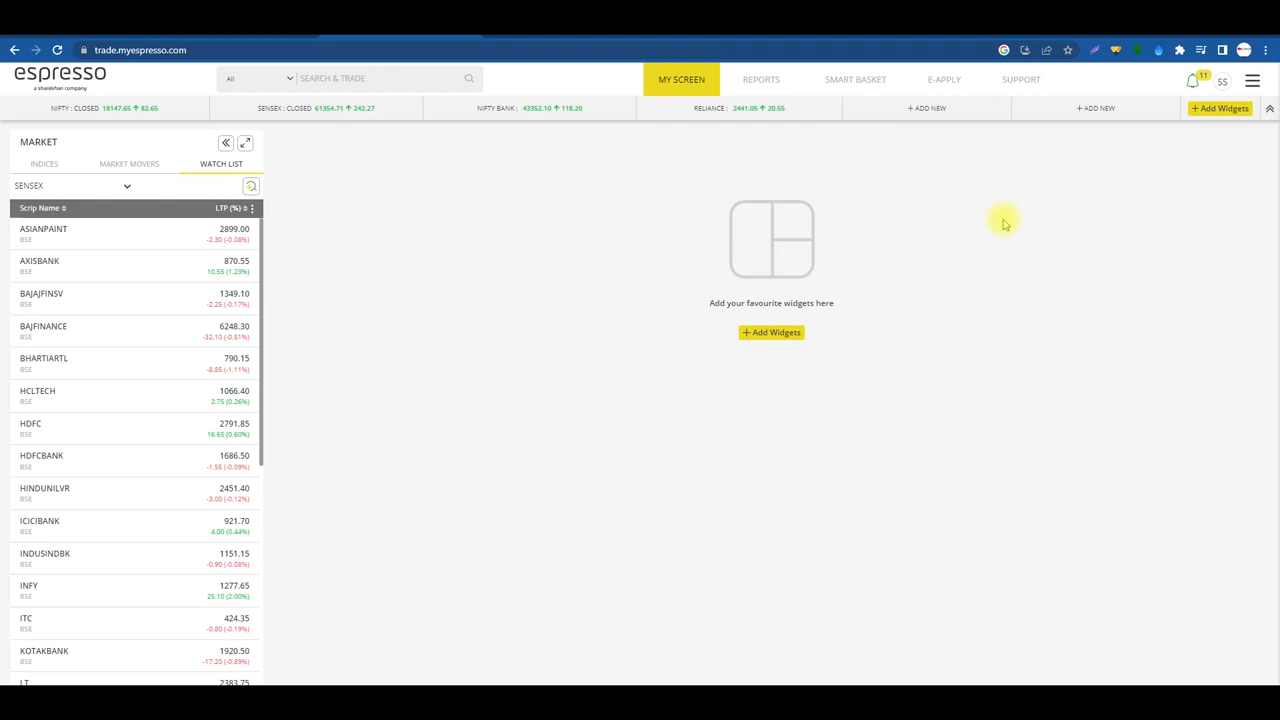 trade.myespresso.com
espresso
a sharekhan company
All
SEARCH & TRADE
MY SCREEN
REPORTS
SMART BASKET
E-APPLY
SUPPORT
11
SS
NIFTY : CLOSED 18147.65 ↑ 82.65
SENSEX : CLOSED 61354.71 ↑ 242.27
NIFTY BANK : 43352.10 ↑ 118.20
RELIANCE : 2441.05 ↑ 20.55
+ ADD NEW
+ ADD NEW
+ Add Widgets
MARKET
INDICES
MARKET MOVERS
WATCH LIST
SENSEX
Scrip Name
LTP (%)
ASIANPAINT 2899.00
BSE -2.30 (-0.08%)
AXISBANK 870.55
BSE 10.55 (1.23%)
BAJAJFINSV 1349.10
BSE -2.25 (-0.17%)
BAJFINANCE 6248.30
BSE -32.10 (-0.51%)
BHARTIARTL 790.15
BSE -8.85 (-1.11%)
HCLTECH 1066.40
BSE 2.75 (0.26%)
HDFC 2791.85
BSE 16.65 (0.60%)
HDFCBANK 1686.50
BSE -1.55 (-0.09%)
HINDUNILVR 2451.40
BSE -3.00 (-0.12%)
ICICIBANK 921.70
BSE 4.00 (0.44%)
INDUSINDBK 1151.15
BSE -0.90 (-0.08%)
INFY 1277.65
BSE 25.10 (2.00%)
ITC 424.35
BSE -0.80 (-0.19%)
KOTAKBANK 1920.50
BSE -17.20 (-0.89%)
LT 2383.75
Add your favourite widgets here
+ Add Widgets